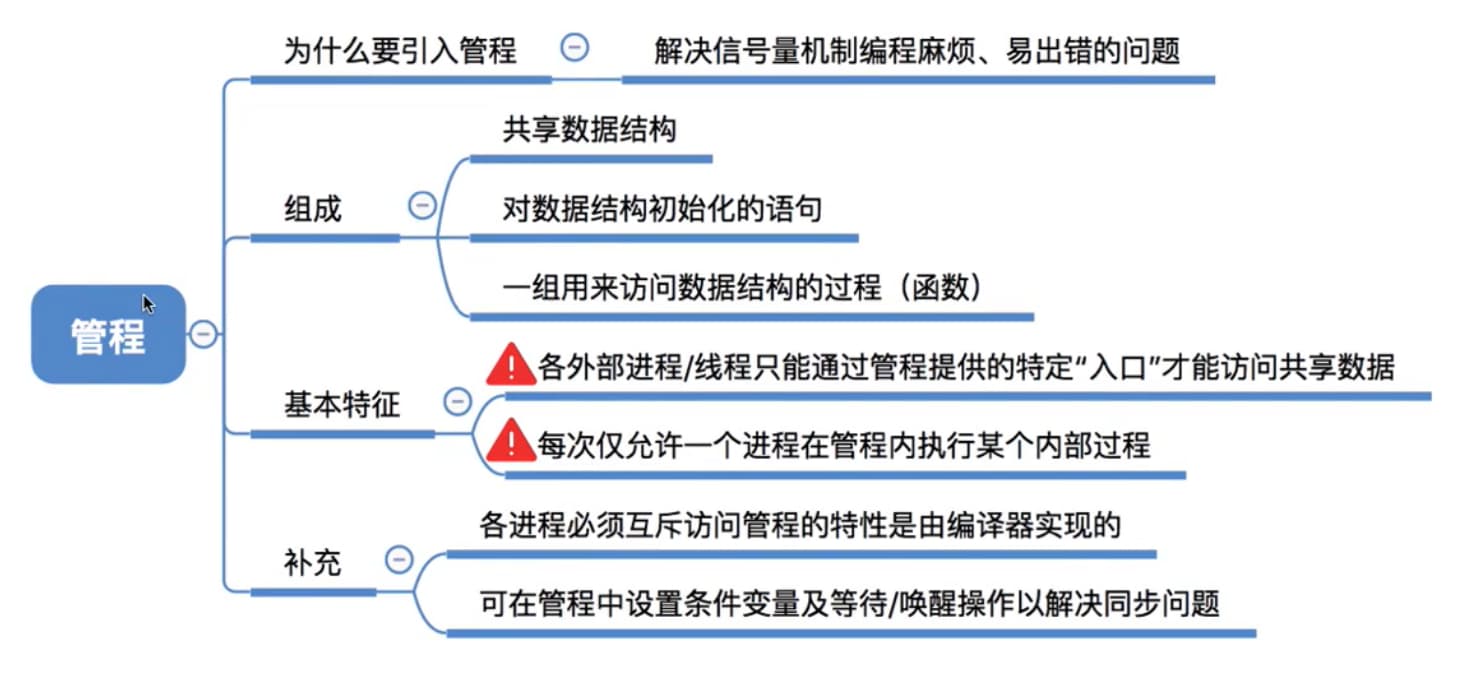 管程
为什么要引入管程
解决信号量机制编程麻烦、易出错的问题
组成
共享数据结构
对数据结构初始化的语句
一组用来访问数据结构的过程（函数）
基本特征
各外部进程/线程只能通过管程提供的特定“入口”才能访问共享数据
每次仅允许一个进程在管程内执行某个内部过程
补充
各进程必须互斥访问管程的特性是由编译器实现的
可在管程中设置条件变量及等待/唤醒操作以解决同步问题